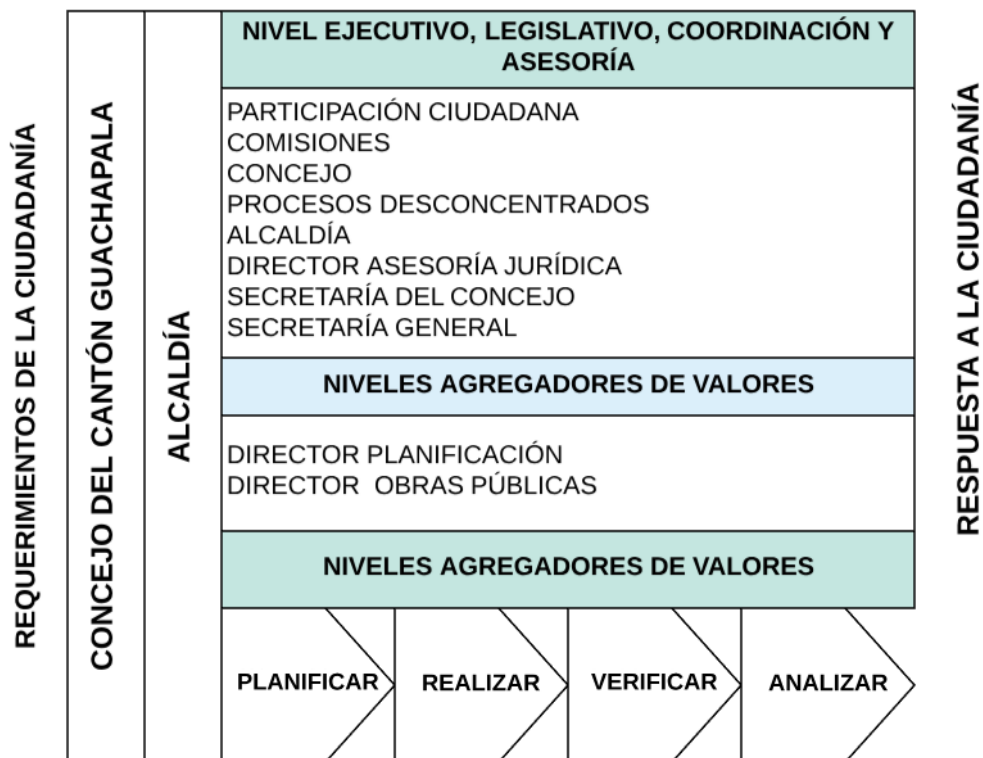 REQUERIMIENTOS DE LA CIUDADANÍA
CONCEJO DEL CANTÓN GUACHAPALA
ALCALDÍA
NIVEL EJECUTIVO, LEGISLATIVO, COORDINACIÓN Y
ASESORÍA
PARTICIPACIÓN CIUDADANA
COMISIONES
CONCEJO
PROCESOS DESCONCENTRADOS
ALCALDÍA
DIRECTOR ASESORÍA JURÍDICA
SECRETARÍA DEL CONCEJO
SECRETARÍA GENERAL
NIVELES AGREGADORES DE VALORES
DIRECTOR PLANIFICACIÓN
DIRECTOR OBRAS PÚBLICAS
NIVELES AGREGADORES DE VALORES
PLANIFICAR
REALIZAR
VERIFICAR
ANALIZAR
RESPUESTA A LA CIUDADANÍA